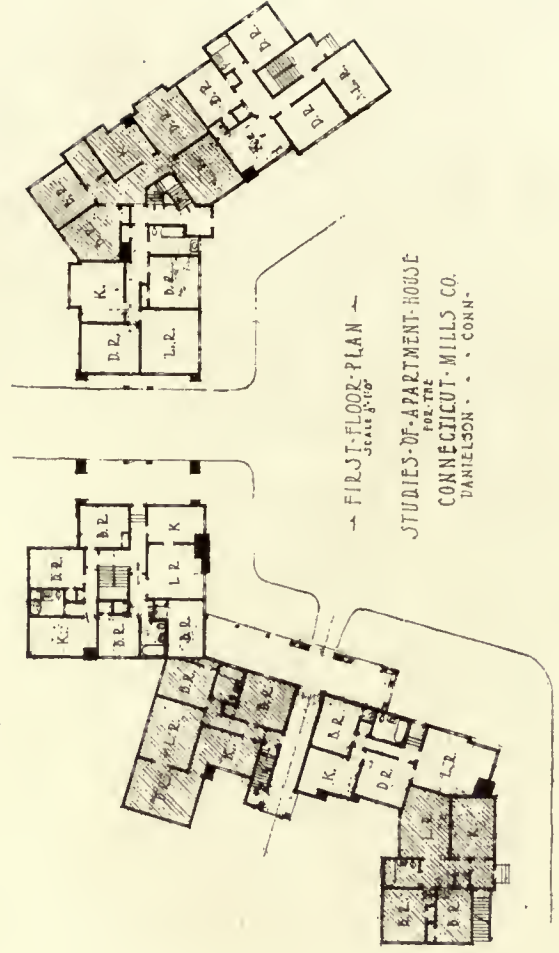 — FIRST·FLOOR·PLAN —
STUDIES·OF·APARTMENT·HOUSE
FOR·THE
CONNECTICUT·MILLS CO.
DANIELSON · · · CONN·
K.
D.R.
L.R.
B.R.
D.R.
L.R.
B.R.
K
L.R
B.R
D.R.
K.
B.R.
B.R.
L.R.
K.
B.R.
B.R.
K.
D.R
L.R.
L.R.
K.
B.R.
B.R.